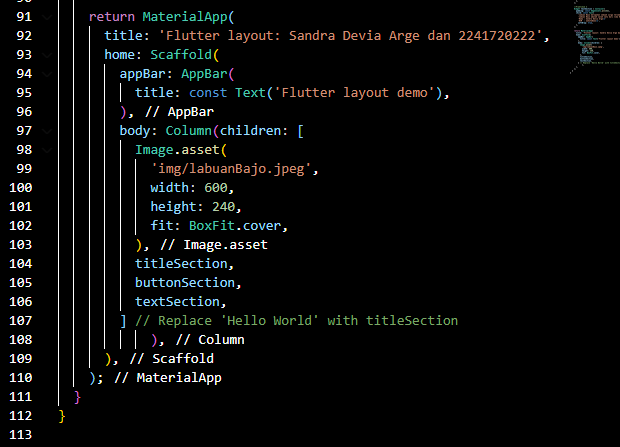 91 return MaterialApp(
92 title: 'Flutter layout: Sandra Devia Arge dan 2241720222',
93 home: Scaffold(
94 appBar: AppBar(
95 title: const Text('Flutter layout demo'),
96 ), // AppBar
97 body: Column(children: [
98 Image.asset(
99 'img/labuanBajo.jpeg',
100 width: 600,
101 height: 240,
102 fit: BoxFit.cover,
103 ), // Image.asset
104 titleSection,
105 buttonSection,
106 textSection,
107 ] // Replace 'Hello World' with titleSection
108 ), // Column
109 ), // Scaffold
110 ); // MaterialApp
111 }
112 }
113